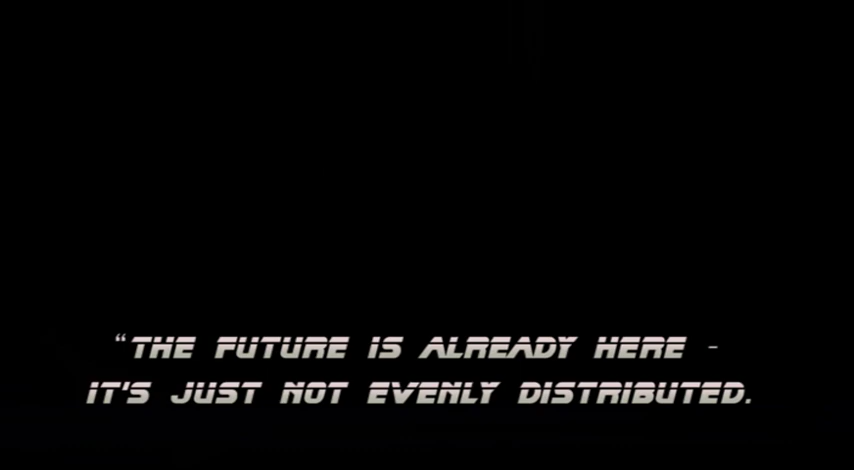 “THE FUTURE IS ALREADY HERE -
IT'S JUST NOT EVENLY DISTRIBUTED.